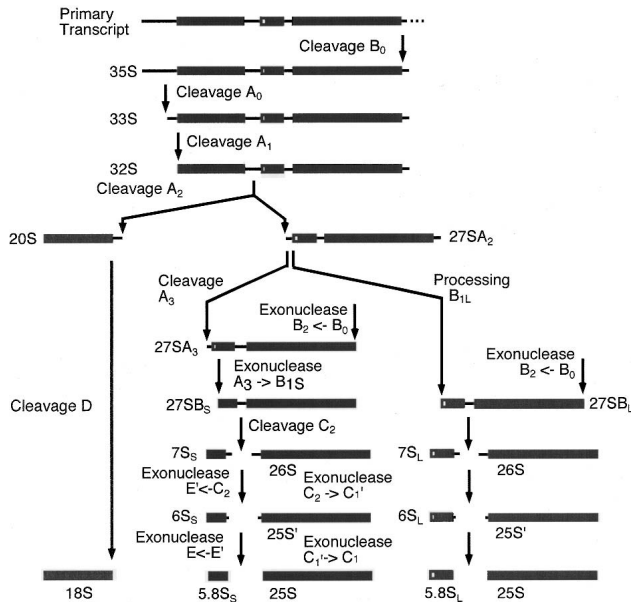 Primary
Transcript
Cleavage B0
35S
Cleavage A0
33S
Cleavage A1
32S
Cleavage A2
20S
27SA2
Cleavage
A3
Processing
B1L
Exonuclease
B2 <- B0
27SA3
Exonuclease
A3 -> B1S
Exonuclease
B2 <- B0
Cleavage D
27SBS
27SBL
Cleavage C2
7SS
26S
7SL
26S
Exonuclease
E'<-C2
Exonuclease
C2 -> C1'
6SS
25S'
6SL
25S'
Exonuclease
E<-E'
Exonuclease
C1'-> C1
18S
5.8SS
25S
5.8SL
25S